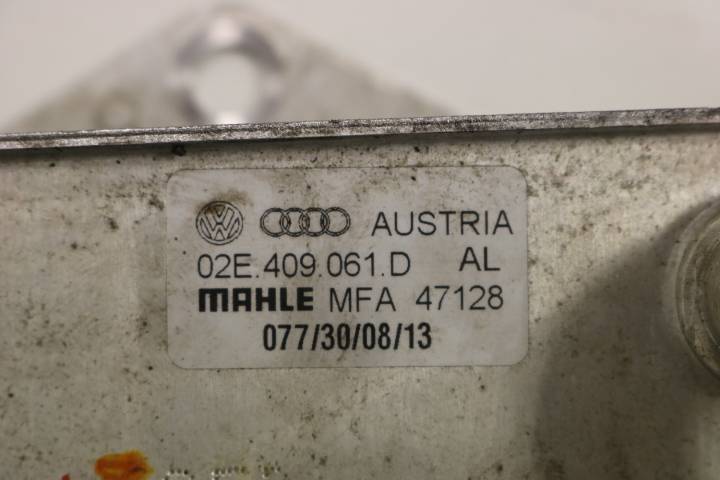 AUSTRIA
02E.409.061.D AL
MAHLE MFA 47128
077/30/08/13